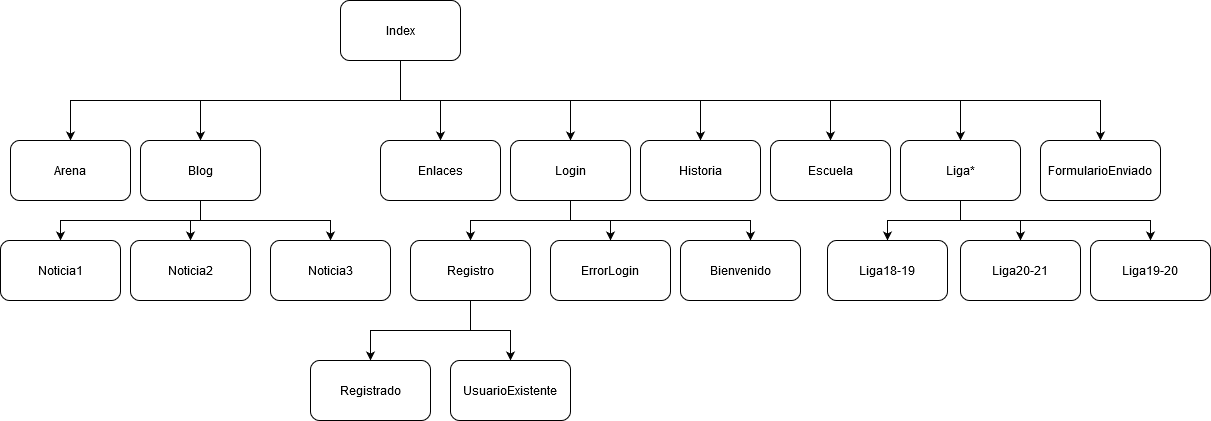 Index
Arena
Blog
Enlaces
Login
Historia
Escuela
Liga*
FormularioEnviado
Noticia1
Noticia2
Noticia3
Registro
ErrorLogin
Bienvenido
Liga18-19
Liga20-21
Liga19-20
Registrado
UsuarioExistente